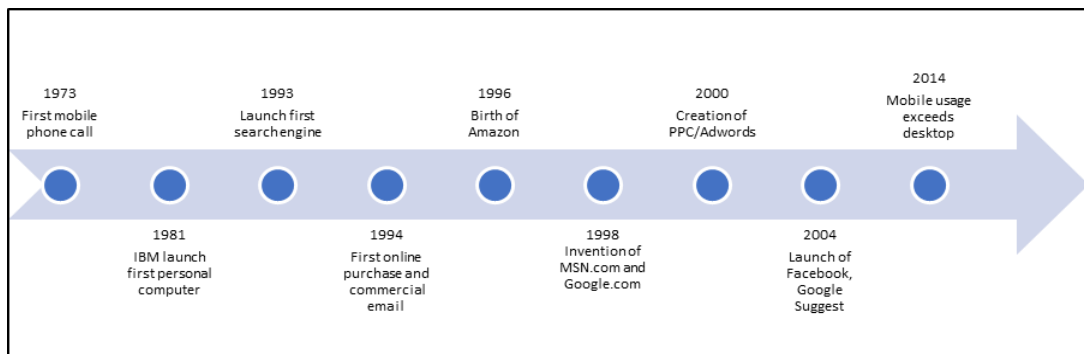 1973
First mobile
phone call
1981
IBM launch
first personal
computer
1993
Launch first
search engine
1994
First online
purchase and
commercial
email
1996
Birth of
Amazon
1998
Invention of
MSN.com and
Google.com
2000
Creation of
PPC/Adwords
2004
Launch of
Facebook,
Google
Suggest
2014
Mobile usage
exceeds
desktop